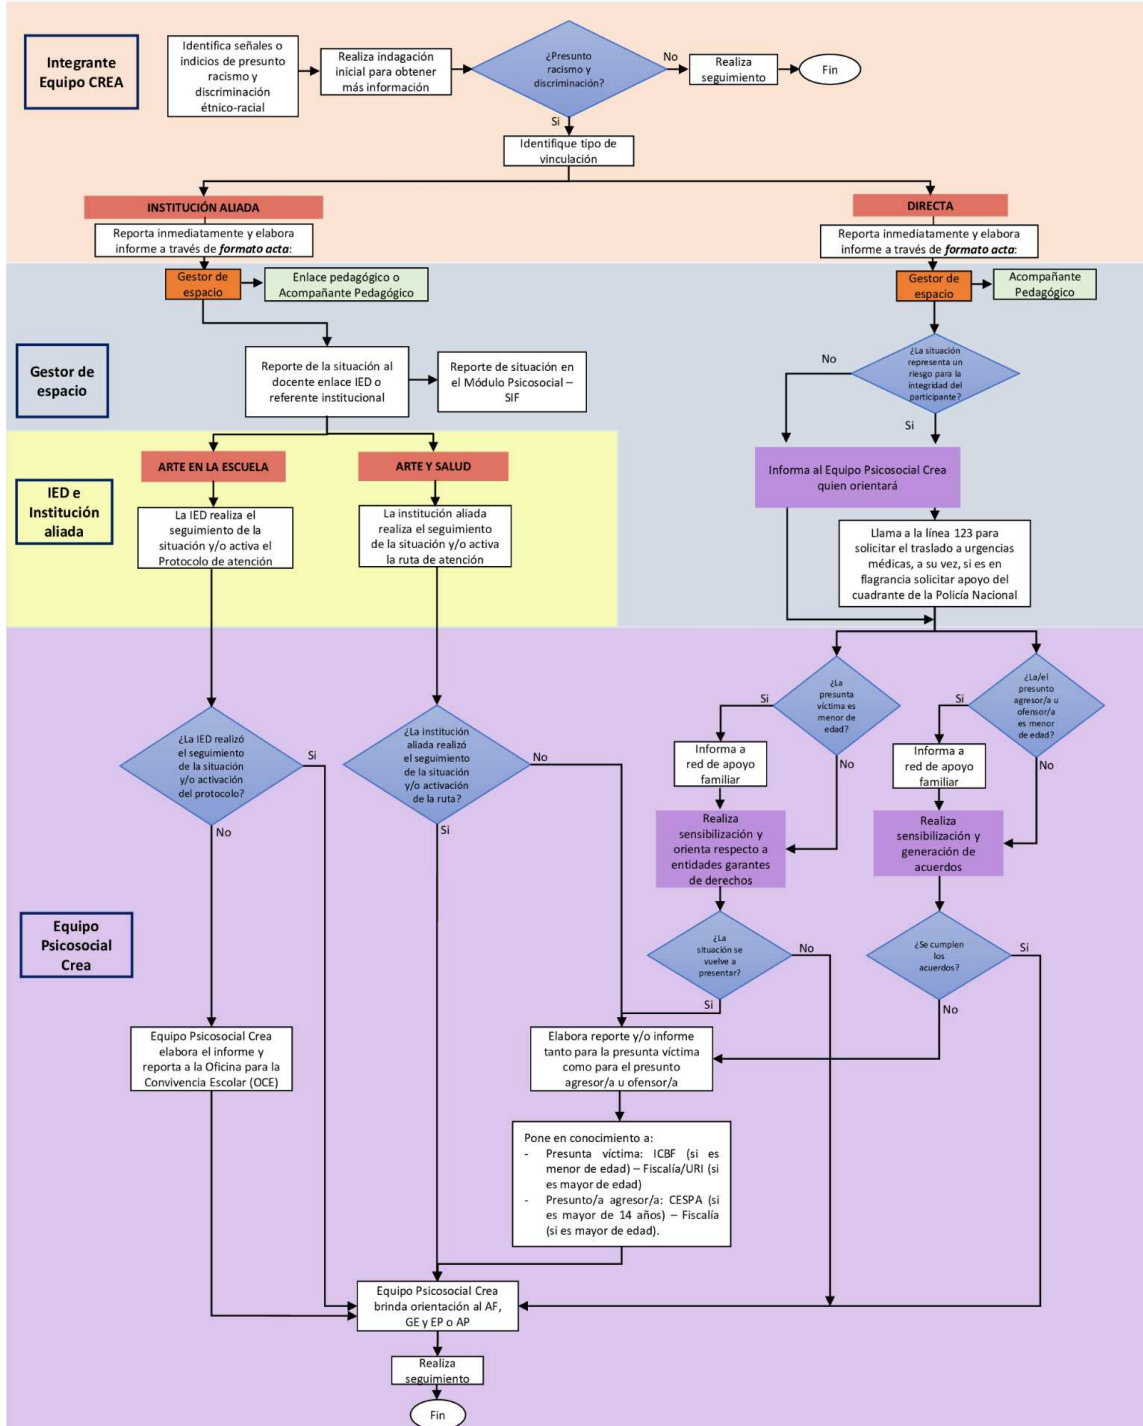 Integrante
Equipo CREA
Identifica señales o
indicios de presunto
racismo y
discriminación
étnico-racial
Realiza indagación
inicial para obtener
más información
¿Presunto
racismo y
discriminación?
No
Realiza
seguimiento
Fin
Si
Identifique tipo de
vinculación
INSTITUCIÓN ALIADA
Reporta inmediatamente y elabora
informe a través de formato acta:
DIRECTA
Reporta inmediatamente y elabora
informe a través de formato acta:
Gestor de
espacio
Gestor de
espacio
Enlace pedagógico o
Acompañante Pedagógico
Gestor de
espacio
Acompañante
Pedagógico
Reporte de la situación al
docente enlace IED o
referente institucional
Reporte de situación en
el Módulo Psicosocial –
SIF
¿La situación
representa un
riesgo para la
integridad del
participante?
No
Si
Informa al Equipo Psicosocial Crea
quien orientará
Llama a la línea 123 para
solicitar el traslado a urgencias
médicas, a su vez, si es en
flagrancia solicitar apoyo del
cuadrante de la Policía Nacional
IED e
Institución
aliada
ARTE EN LA ESCUELA
La IED realiza el
seguimiento de la
situación y/o activa el
Protocolo de atención
ARTE Y SALUD
La institución aliada
realiza el seguimiento
de la situación y/o activa
la ruta de atención
Equipo
Psicosocial
Crea
¿La IED realizó
el seguimiento
de la situación
y/o activación
del protocolo?
Si
No
¿La institución
aliada realizó
el seguimiento
de la situación
y/o activación
de la ruta?
No
Si
¿La
presunta
víctima es
menor de
edad?
Si
No
Informa a
red de apoyo
familiar
Realiza
sensibilización y
orienta respecto a
entidades garantes
de derechos
¿La
situación se
vuelve a
presentar?
No
Si
¿La/el
presunto
agresor/a u
ofensor/a
es menor
de edad?
Si
No
Informa a
red de apoyo
familiar
Realiza
sensibilización y
generación de
acuerdos
¿Se cumplen
los
acuerdos?
Si
No
Equipo Psicosocial Crea
elabora el informe y
reporta a la Oficina para la
Convivencia Escolar (OCE)
Elabora reporte y/o informe
tanto para la presunta víctima
como para el presunto
agresor/a u ofensor/a
Pone en conocimiento a:
- Presunta víctima: ICBF (si es
menor de edad) – Fiscalía/URI (si
es mayor de edad)
- Presunto/a agresor/a: CESPA (si
es mayor de 14 años) – Fiscalía
(si es mayor de edad).
Equipo Psicosocial Crea
brinda orientación al AF,
GE y EP o AP
Realiza
seguimiento
Fin